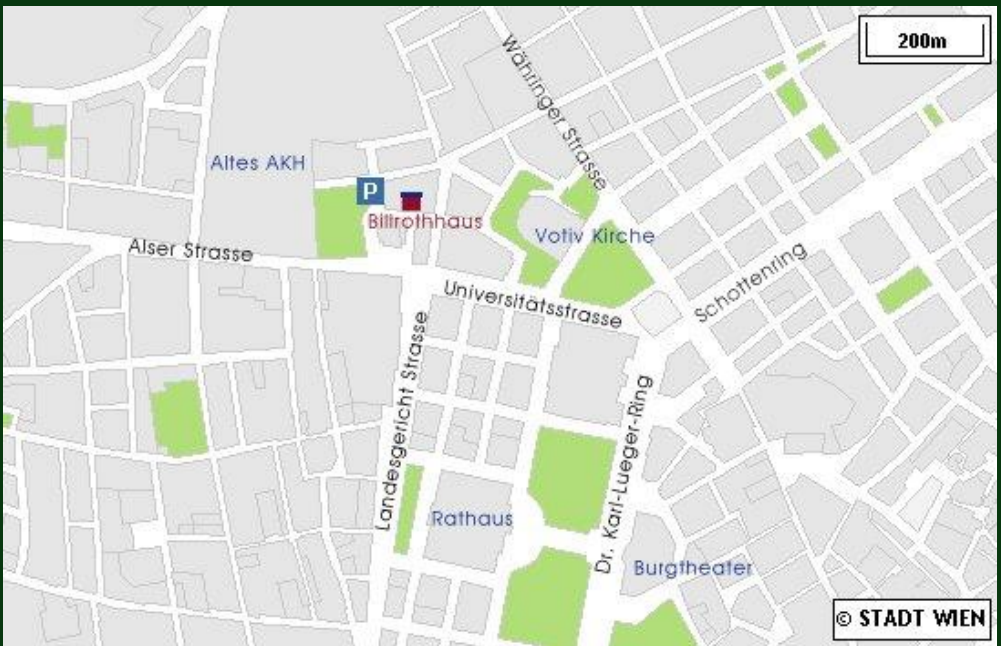 200m
Währinger Strasse
Altes AKH
P
Billrothhaus
Votiv Kirche
Alser Strasse
Schottenring
Universitätsstrasse
Landesgericht Strasse
Dr. Karl-Lueger-Ring
Rathaus
Burgtheater
© STADT WIEN